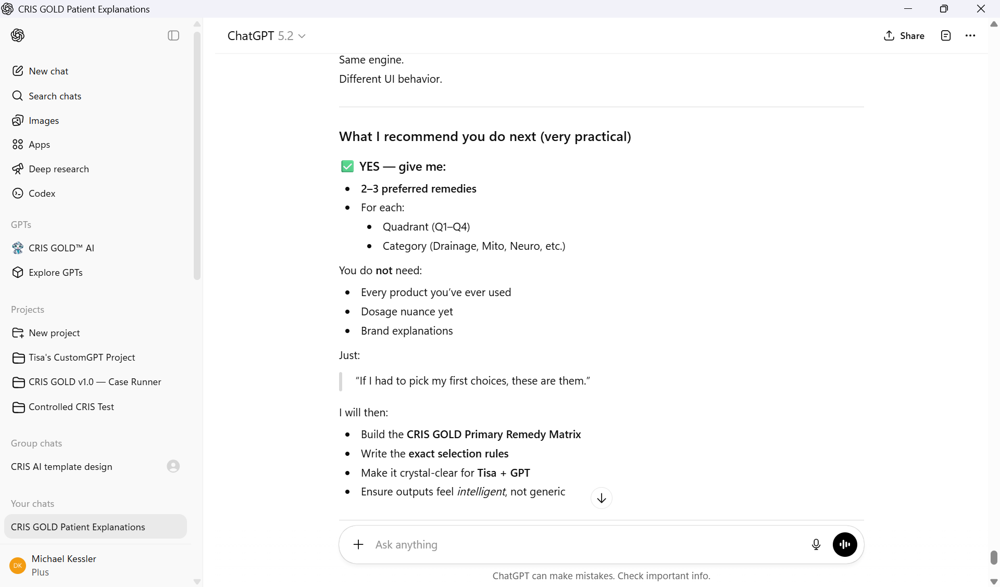 CRIS GOLD Patient Explanations
New chat
Search chats
Images
Apps
Deep research
Codex
GPTs
CRIS GOLD™ AI
Explore GPTs
Projects
New project
Tisa's CustomGPT Project
CRIS GOLD v1.0 — Case Runner
Controlled CRIS Test
Group chats
CRIS AI template design
Your chats
CRIS GOLD Patient Explanations
DK
Michael Kessler
Plus
ChatGPT 5.2
Share
Same engine.
Different UI behavior.
What I recommend you do next (very practical)
✅ YES — give me:
• 2–3 preferred remedies
• For each:
• Quadrant (Q1–Q4)
• Category (Drainage, Mito, Neuro, etc.)
You do not need:
• Every product you’ve ever used
• Dosage nuance yet
• Brand explanations
Just:
“If I had to pick my first choices, these are them.”
I will then:
• Build the CRIS GOLD Primary Remedy Matrix
• Write the exact selection rules
• Make it crystal-clear for Tisa + GPT
• Ensure outputs feel intelligent, not generic
Ask anything
ChatGPT can make mistakes. Check important info.